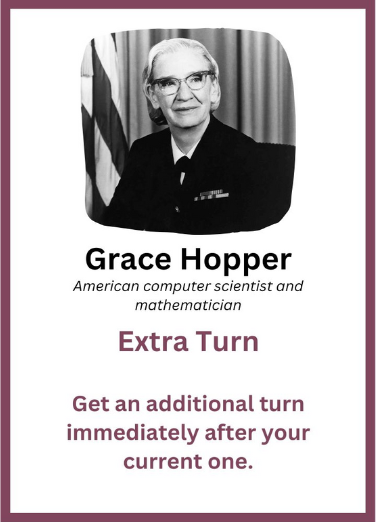 Grace Hopper
American computer scientist and
mathematician
Extra Turn
Get an additional turn
immediately after your
current one.